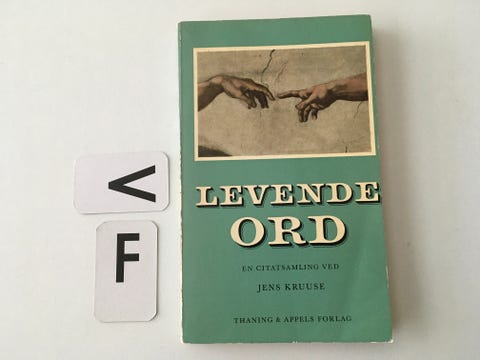 LEVENDE
ORD
EN CITATSAMLING VED
JENS KRUUSE
THANING & APPELS FORLAG
V
F